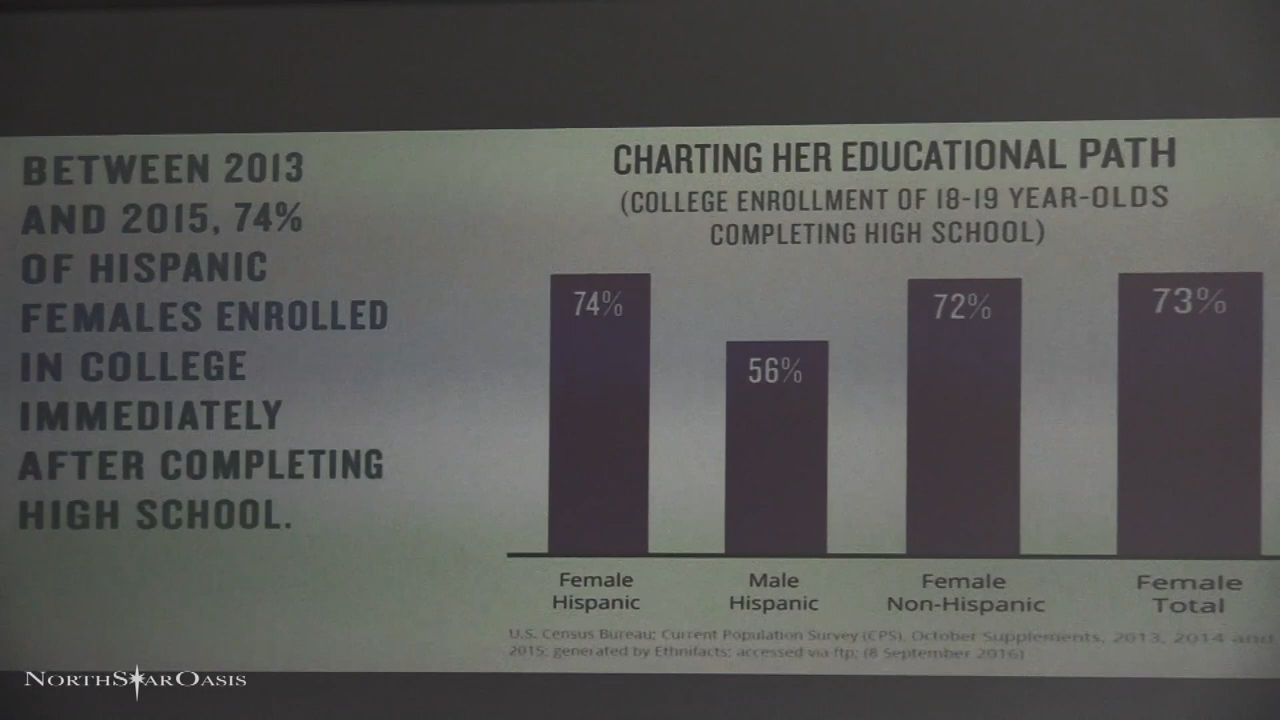 BETWEEN 2013
AND 2015, 74%
OF HISPANIC
FEMALES ENROLLED
IN COLLEGE
IMMEDIATELY
AFTER COMPLETING
HIGH SCHOOL.
CHARTING HER EDUCATIONAL PATH
(COLLEGE ENROLLMENT OF 18-19 YEAR-OLDS
COMPLETING HIGH SCHOOL)
74%
56%
72%
73%
Female
Hispanic
Male
Hispanic
Female
Non-Hispanic
Female
Total
U.S. Census Bureau; Current Population Survey (CPS), October Supplements, 2013, 2014 and
2015; generated by Ethnifacts; accessed via ftp; (8 September 2016)
NORTHSTAROASIS